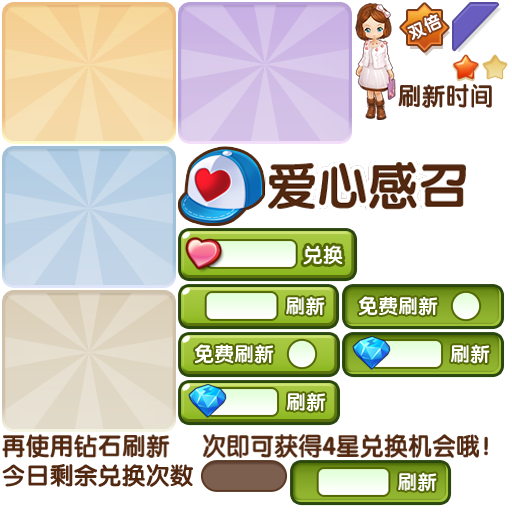 双倍
刷新时间
爱心感召
兑换
刷新
免费刷新
免费刷新
刷新
刷新
再使用钻石刷新
次即可获得4星兑换机会哦!
今日剩余兑换次数
刷新